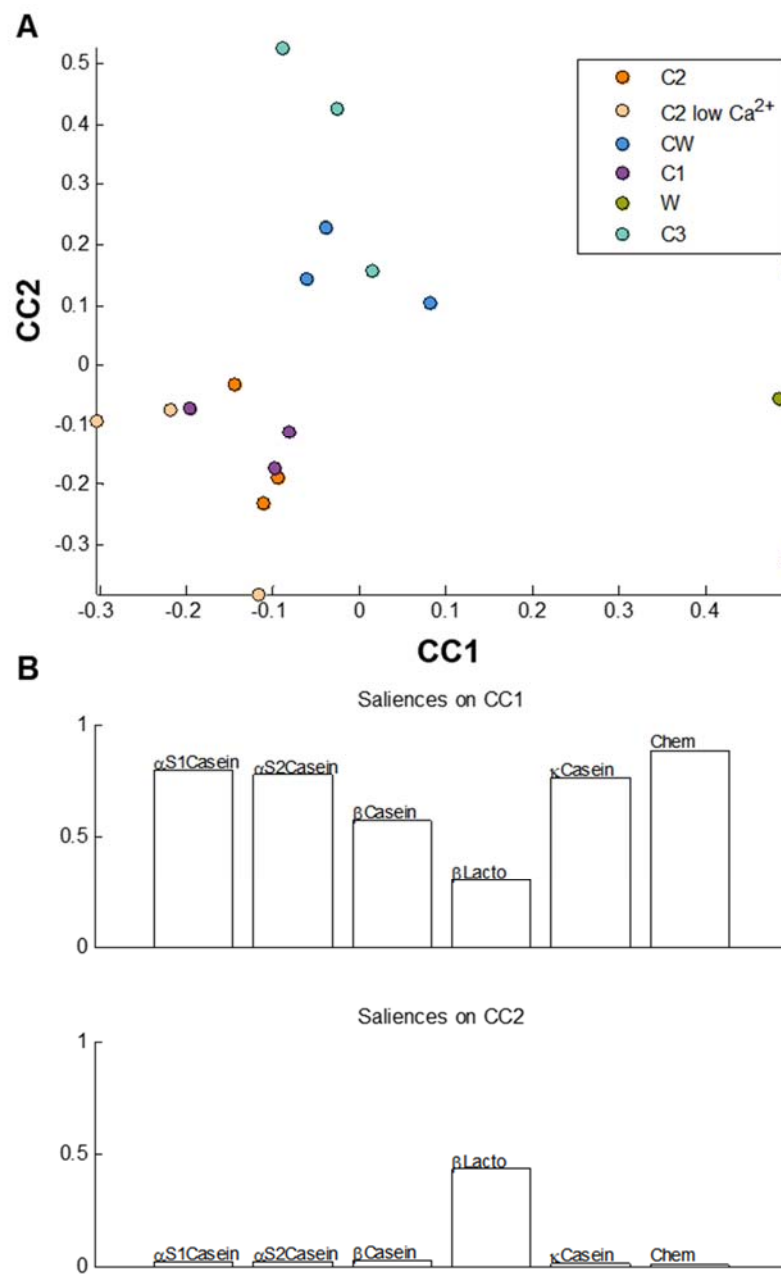 A
0.5
0.4
0.3
0.2
0.1
0
-0.1
-0.2
-0.3
CC2
C2
C2 low Ca²⁺
CW
C1
W
C3
-0.3 -0.2 -0.1 0 0.1 0.2 0.3 0.4
CC1
B
Saliences on CC1
1
0.5
0
αS1Casein αS2Casein βCasein βLacto κCasein Chem
Saliences on CC2
1
0.5
0
αS1Casein αS2Casein βCasein βLacto κCasein Chem